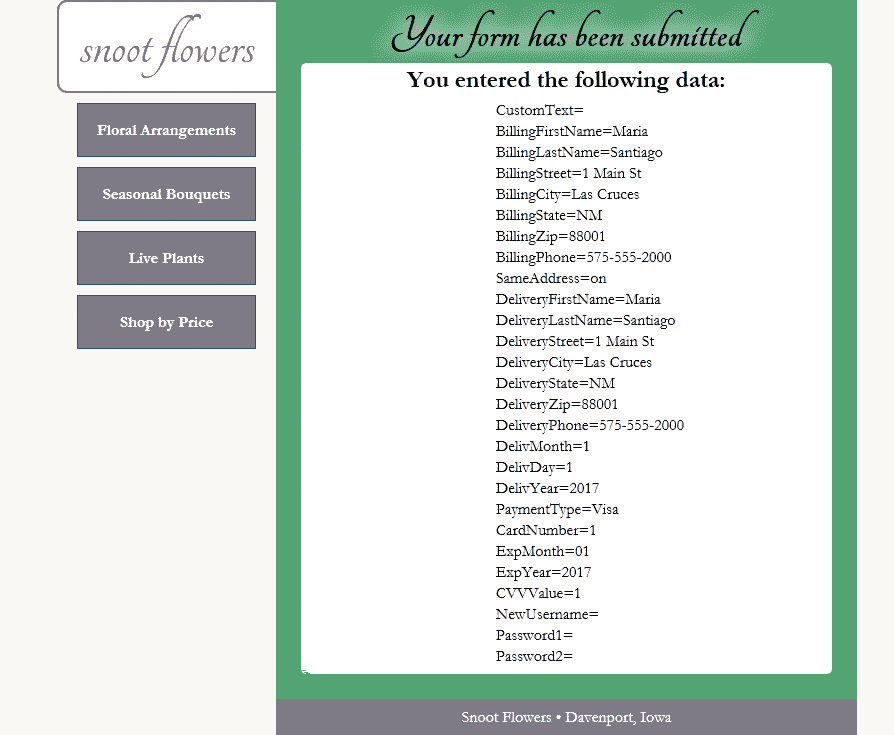 snoot flowers
Floral Arrangements
Seasonal Bouquets
Live Plants
Shop by Price
Your form has been submitted
You entered the following data:
CustomText=
BillingFirstName=Maria
BillingLastName=Santiago
BillingStreet=1 Main St
BillingCity=Las Cruces
BillingState=NM
BillingZip=88001
BillingPhone=575-555-2000
SameAddress=on
DeliveryFirstName=Maria
DeliveryLastName=Santiago
DeliveryStreet=1 Main St
DeliveryCity=Las Cruces
DeliveryState=NM
DeliveryZip=88001
DeliveryPhone=575-555-2000
DelivMonth=1
DelivDay=1
DelivYear=2017
PaymentType=Visa
CardNumber=1
ExpMonth=01
ExpYear=2017
CVVValue=1
NewUsername=
Password1=
Password2=
Snoot Flowers • Davenport, Iowa